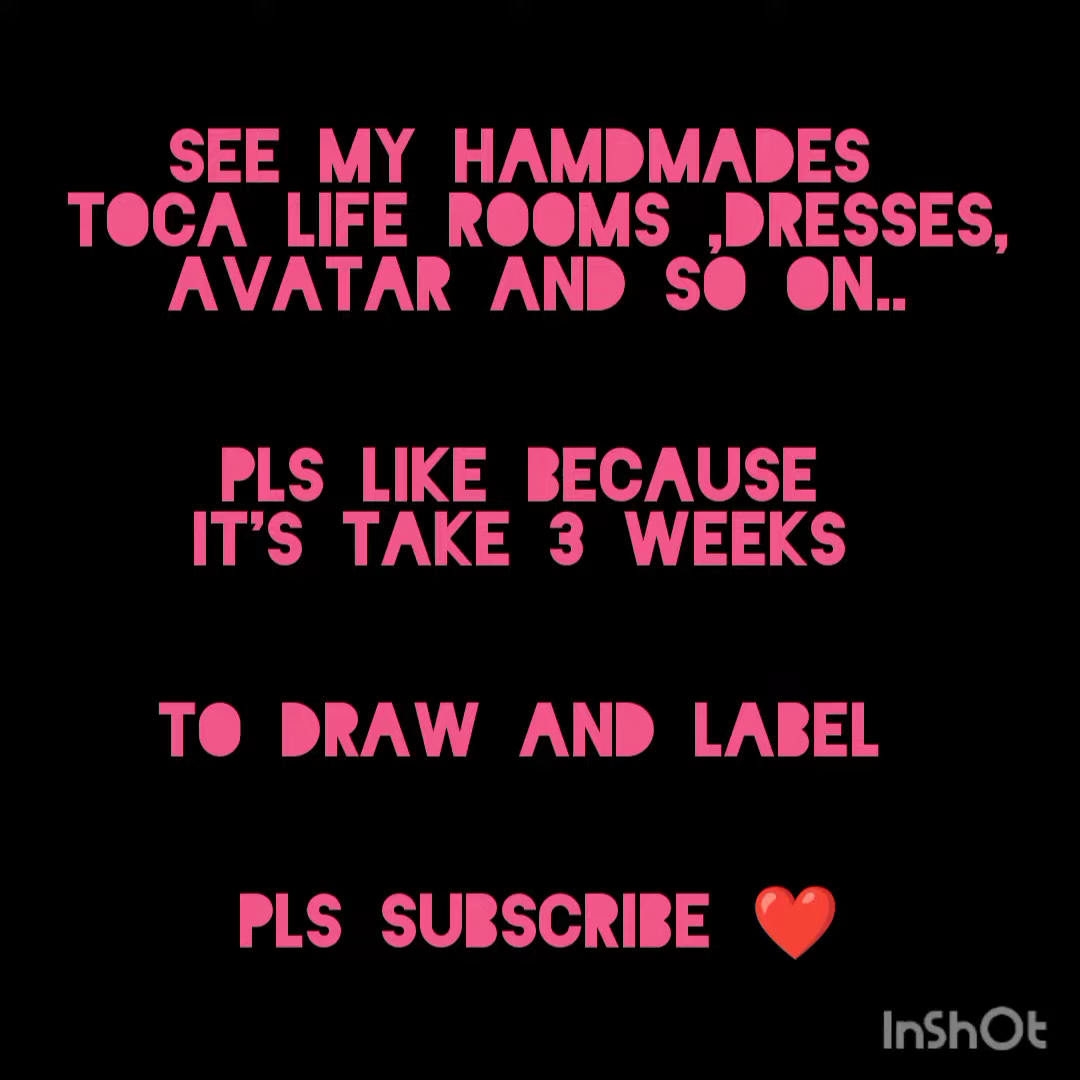 SEE MY HAMDMADES
TOCA LIFE ROOMS ,DRESSES,
AVATAR AND SO ON..
PLS LIKE BECAUSE
IT'S TAKE 3 WEEKS
TO DRAW AND LABEL
PLS SUBSCRIBE ❤️
InShOt